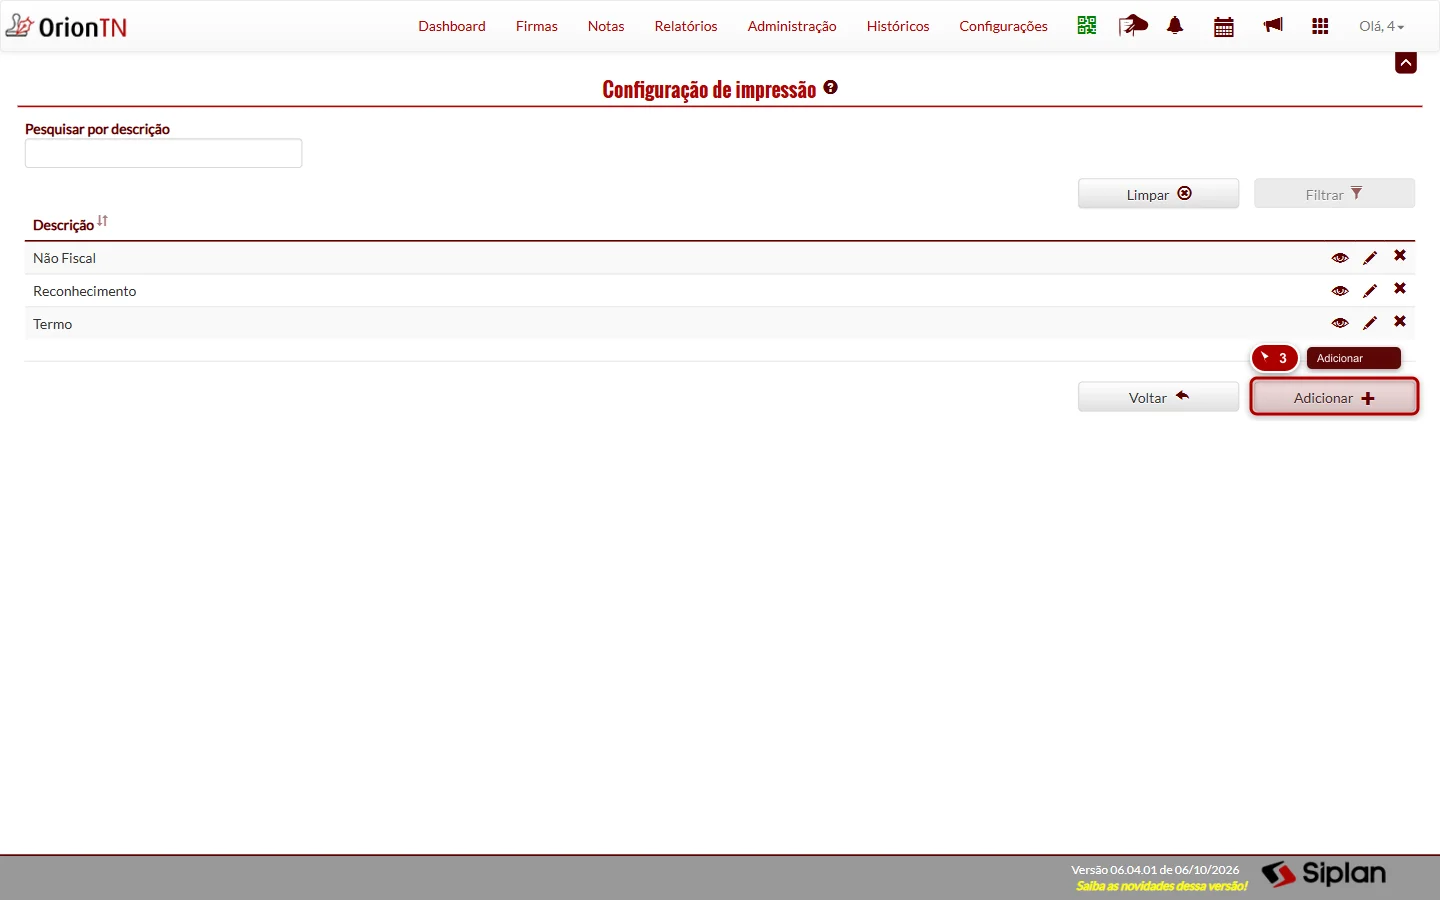 OrionTN
Dashboard Firmas Notas Relatórios Administração Históricos Configurações Olá, 4
Configuração de impressão
Pesquisar por descrição
Limpar Filtrar
Descrição
Não Fiscal
Reconhecimento
Termo
3 Adicionar
Voltar Adicionar
Versão 06.04.01 de 06/10/2026
Saiba as novidades dessa versão!
Siplan